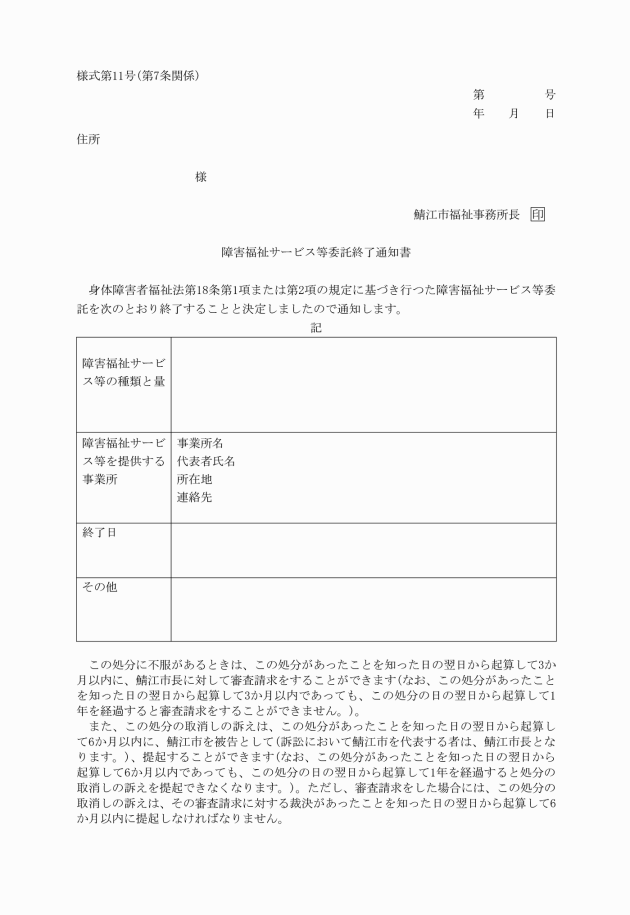 様式第11号(第7条関係)
第　　　　　号
年　　月　　日
住所
様
鯖江市福祉事務所長　印
障害福祉サービス等委託終了通知書
　身体障害者福祉法第18条第1項または第2項の規定に基づき行つた障害福祉サービス等委
託を次のとおり終了することと決定しましたので通知します。
記
障害福祉サービ
ス等の種類と量
障害福祉サービ
ス等を提供する
事業所
事業所名
代表者氏名
所在地
連絡先
終了日
その他
　この処分に不服があるときは、この処分があったことを知った日の翌日から起算して3か
月以内に、鯖江市長に対して審査請求をすることができます(なお、この処分があったこと
を知った日の翌日から起算して3か月以内であっても、この処分の日の翌日から起算して1
年を経過すると審査請求をすることができません。)。
　また、この処分の取消しの訴えは、この処分があったことを知った日の翌日から起算し
て6か月以内に、鯖江市を被告として(訴訟において鯖江市を代表する者は、鯖江市長とな
ります。)、提起することができます(なお、この処分があったことを知った日の翌日から
起算して6か月以内であっても、この処分の日の翌日から起算して1年を経過すると処分の
取消しの訴えを提起できなくなります。)。ただし、審査請求をした場合には、この処分の
取消しの訴えは、その審査請求に対する裁決があったことを知った日の翌日から起算して6
か月以内に提起しなければなりません。